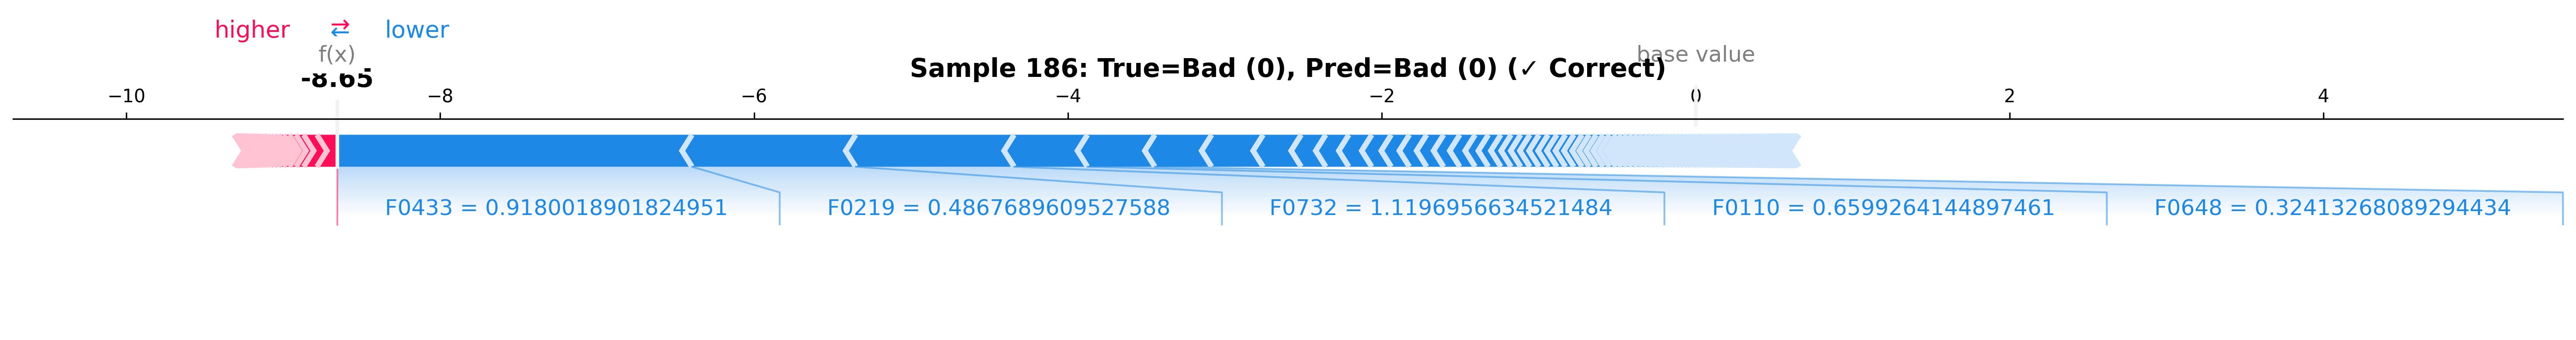 higher ⇄ lower
f(x)
base value
Sample 186: True=Bad (0), Pred=Bad (0) (✓ Correct)
-8.65
−10 −8 −6 −4 −2 0 2 4
F0433 = 0.9180018901824951 F0219 = 0.4867689609527588 F0732 = 1.1196956634521484 F0110 = 0.6599264144897461 F0648 = 0.32413268089294434